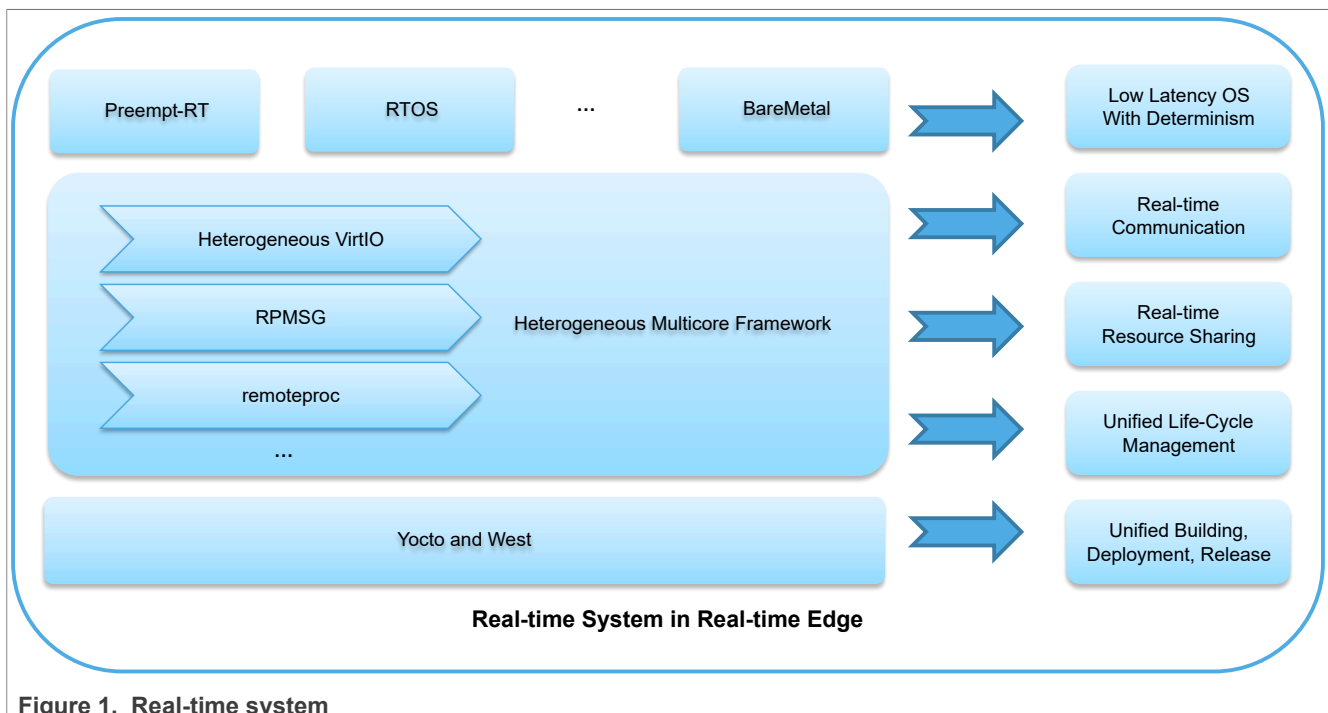 Preempt-RT
RTOS
...
BareMetal
Low Latency OS
With Determinism
Heterogeneous VirtIO
Real-time
Communication
RPMSG
Heterogeneous Multicore Framework
Real-time
Resource Sharing
remoteproc
...
Unified Life-Cycle
Management
Yocto and West
Unified Building,
Deployment, Release
Real-time System in Real-time Edge
Figure 1. Real-time system